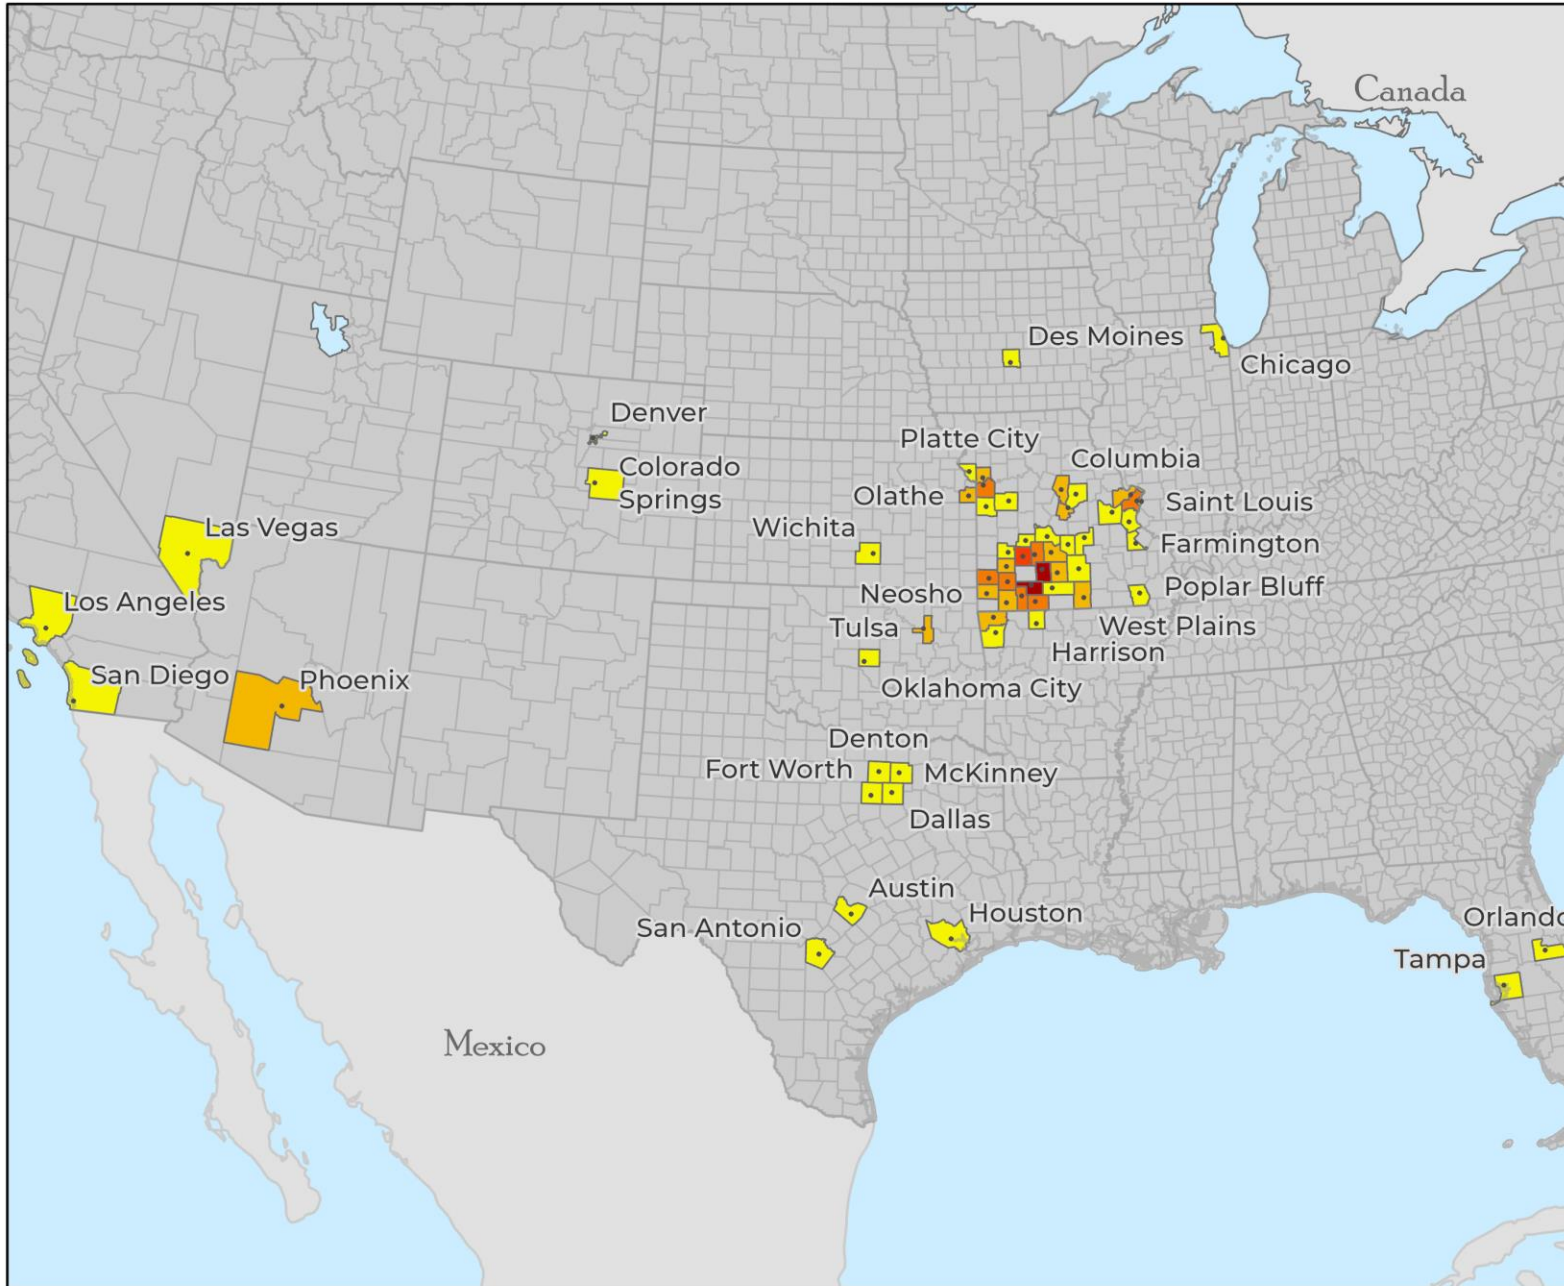 Canada
Des Moines
Chicago
Denver
Platte City
Columbia
Colorado
Springs
Olathe
Saint Louis
Las Vegas
Wichita
Farmington
Neosho
Poplar Bluff
Los Angeles
Tulsa
West Plains
Harrison
San Diego
Phoenix
Oklahoma City
Denton
Fort Worth
McKinney
Dallas
Austin
Houston
San Antonio
Orlando
Tampa
Mexico